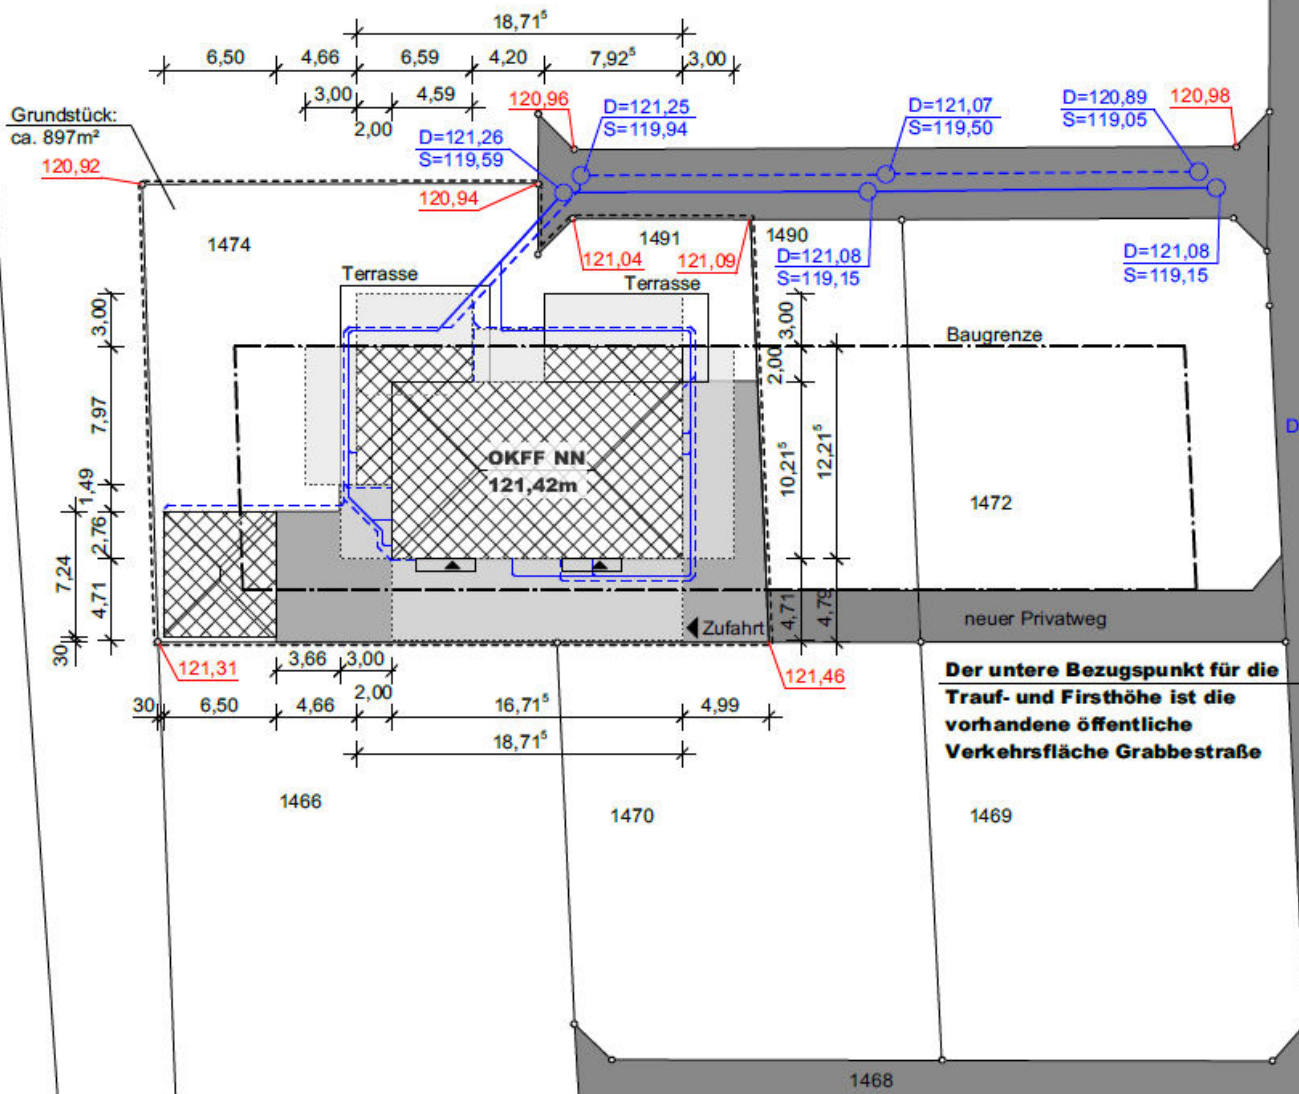 18,71⁵
6,50 4,66 6,59 4,20 7,92⁵ 3,00
3,00 4,59
2,00
Grundstück:
ca. 897m²
120,92
120,96
D=121,25
S=119,94
D=121,07
S=119,50
D=120,89
S=119,05
120,98
D=121,26
S=119,59
120,94
1474
1491
1490
121,04
121,09
D=121,08
S=119,15
D=121,08
S=119,15
Terrasse
Terrasse
3,00
3,00
Baugrenze
2,00
7,97
D
OKFF NN
121,42m
10,21⁵
12,21⁵
1,49
1472
2,76
7,24
4,71
4,71
4,79
30
Zufahrt
neuer Privatweg
121,31
3,66 3,00
121,46
2,00
30 6,50 4,66 16,71⁵ 4,99
18,71⁵
Der untere Bezugspunkt für die
Trauf- und Firsthöhe ist die
vorhandene öffentliche
Verkehrsfläche Grabbestraße
1466
1470
1469
1468